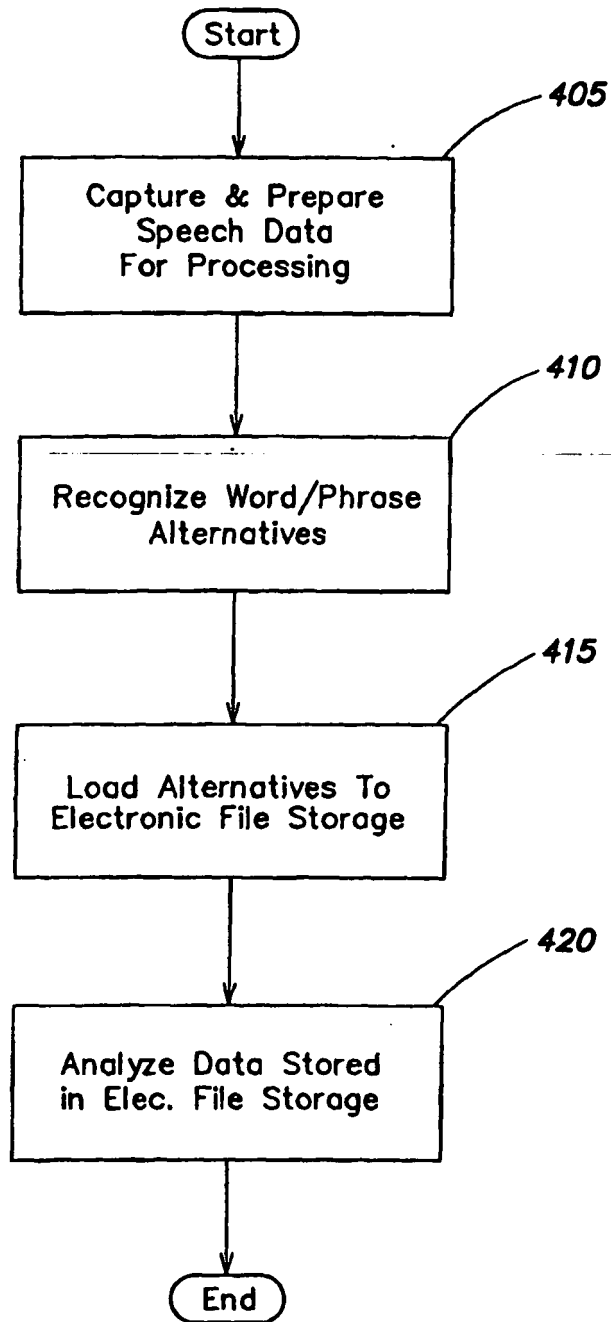 Start
405
Capture & Prepare
Speech Data
For Processing
410
Recognize Word/Phrase
Alternatives
415
Load Alternatives To
Electronic File Storage
420
Analyze Data Stored
in Elec. File Storage
End